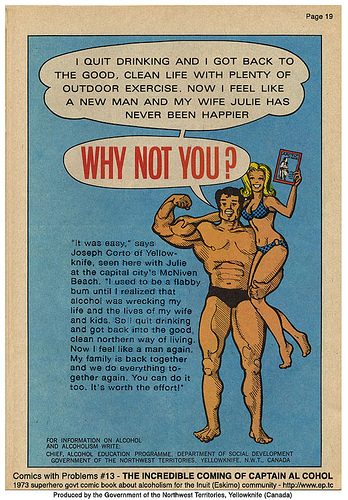 Page 19
I QUIT DRINKING AND I GOT BACK TO
THE GOOD, CLEAN LIFE WITH PLENTY OF
OUTDOOR EXERCISE. NOW I FEEL LIKE
A NEW MAN AND MY WIFE JULIE HAS
NEVER BEEN HAPPIER
WHY NOT YOU?
"It was easy," says
Joseph Corto of Yellow-
knife, seen here with Julie
at the capital city's McNiven
Beach. "I used to be a flabby
bum until I realized that
alcohol was wrecking my
life and the lives of my wife
and kids. So I quit drinking
and got back into the good,
clean northern way of living.
Now I feel like a man again.
My family is back together
and we do everything to-
gether again. You can do it
too. It's worth the effort!"
FOR INFORMATION ON ALCOHOL
AND ALCOHOLISM WRITE:
CHIEF, ALCOHOL EDUCATION PROGRAMME, DEPARTMENT OF SOCIAL DEVELOPMENT
GOVERNMENT OF THE NORTHWEST TERRITORIES, YELLOWKNIFE, N.W.T., CANADA
Comics with Problems #13 - THE INCREDIBLE COMING OF CAPTAIN AL COHOL
1973 superhero govt comic book about alcoholism for the Inuit (Eskimo) community - http://www.ep.tc
Produced by the Government of the Northwest Territories, Yellowknife (Canada)